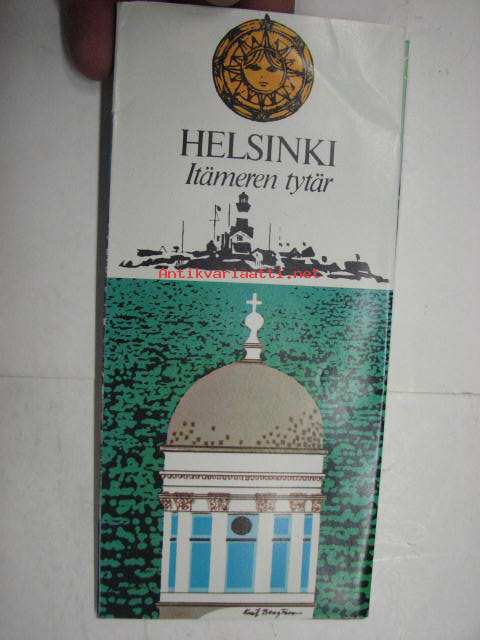 HELSINKI
Itämeren tytär
Antikvariaatti.net